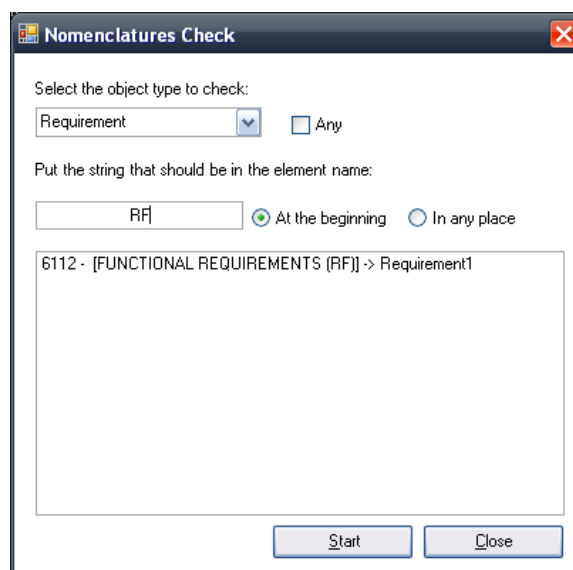 Nomenclatures Check
Select the object type to check:
Requirement Any
Put the string that should be in the element name:
RF At the beginning In any place
6112 - [FUNCTIONAL REQUIREMENTS (RF)] -> Requirement1
Start Close